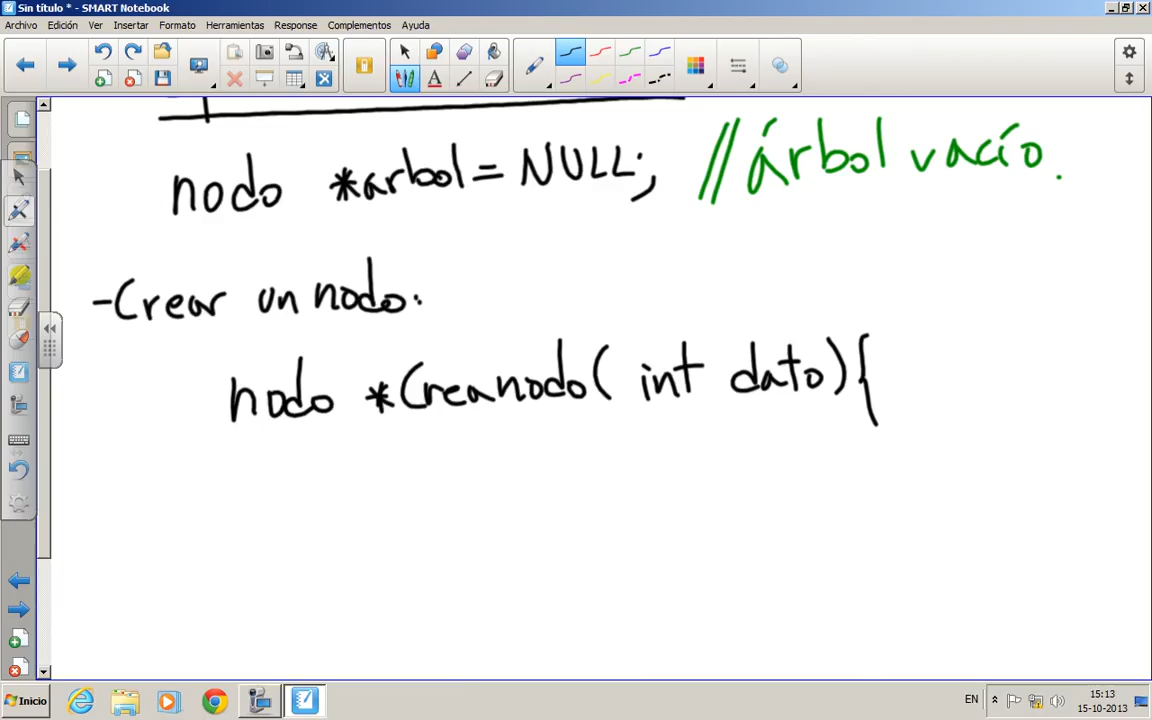 Sin título * - SMART Notebook
Archivo Edición Ver Insertar Formato Herramientas Response Complementos Ayuda
nodo *arbol = NULL; //árbol vacío.
-Crear un nodo:
nodo *Creanodo( int dato){
Inicio
EN
15:13
15-10-2013